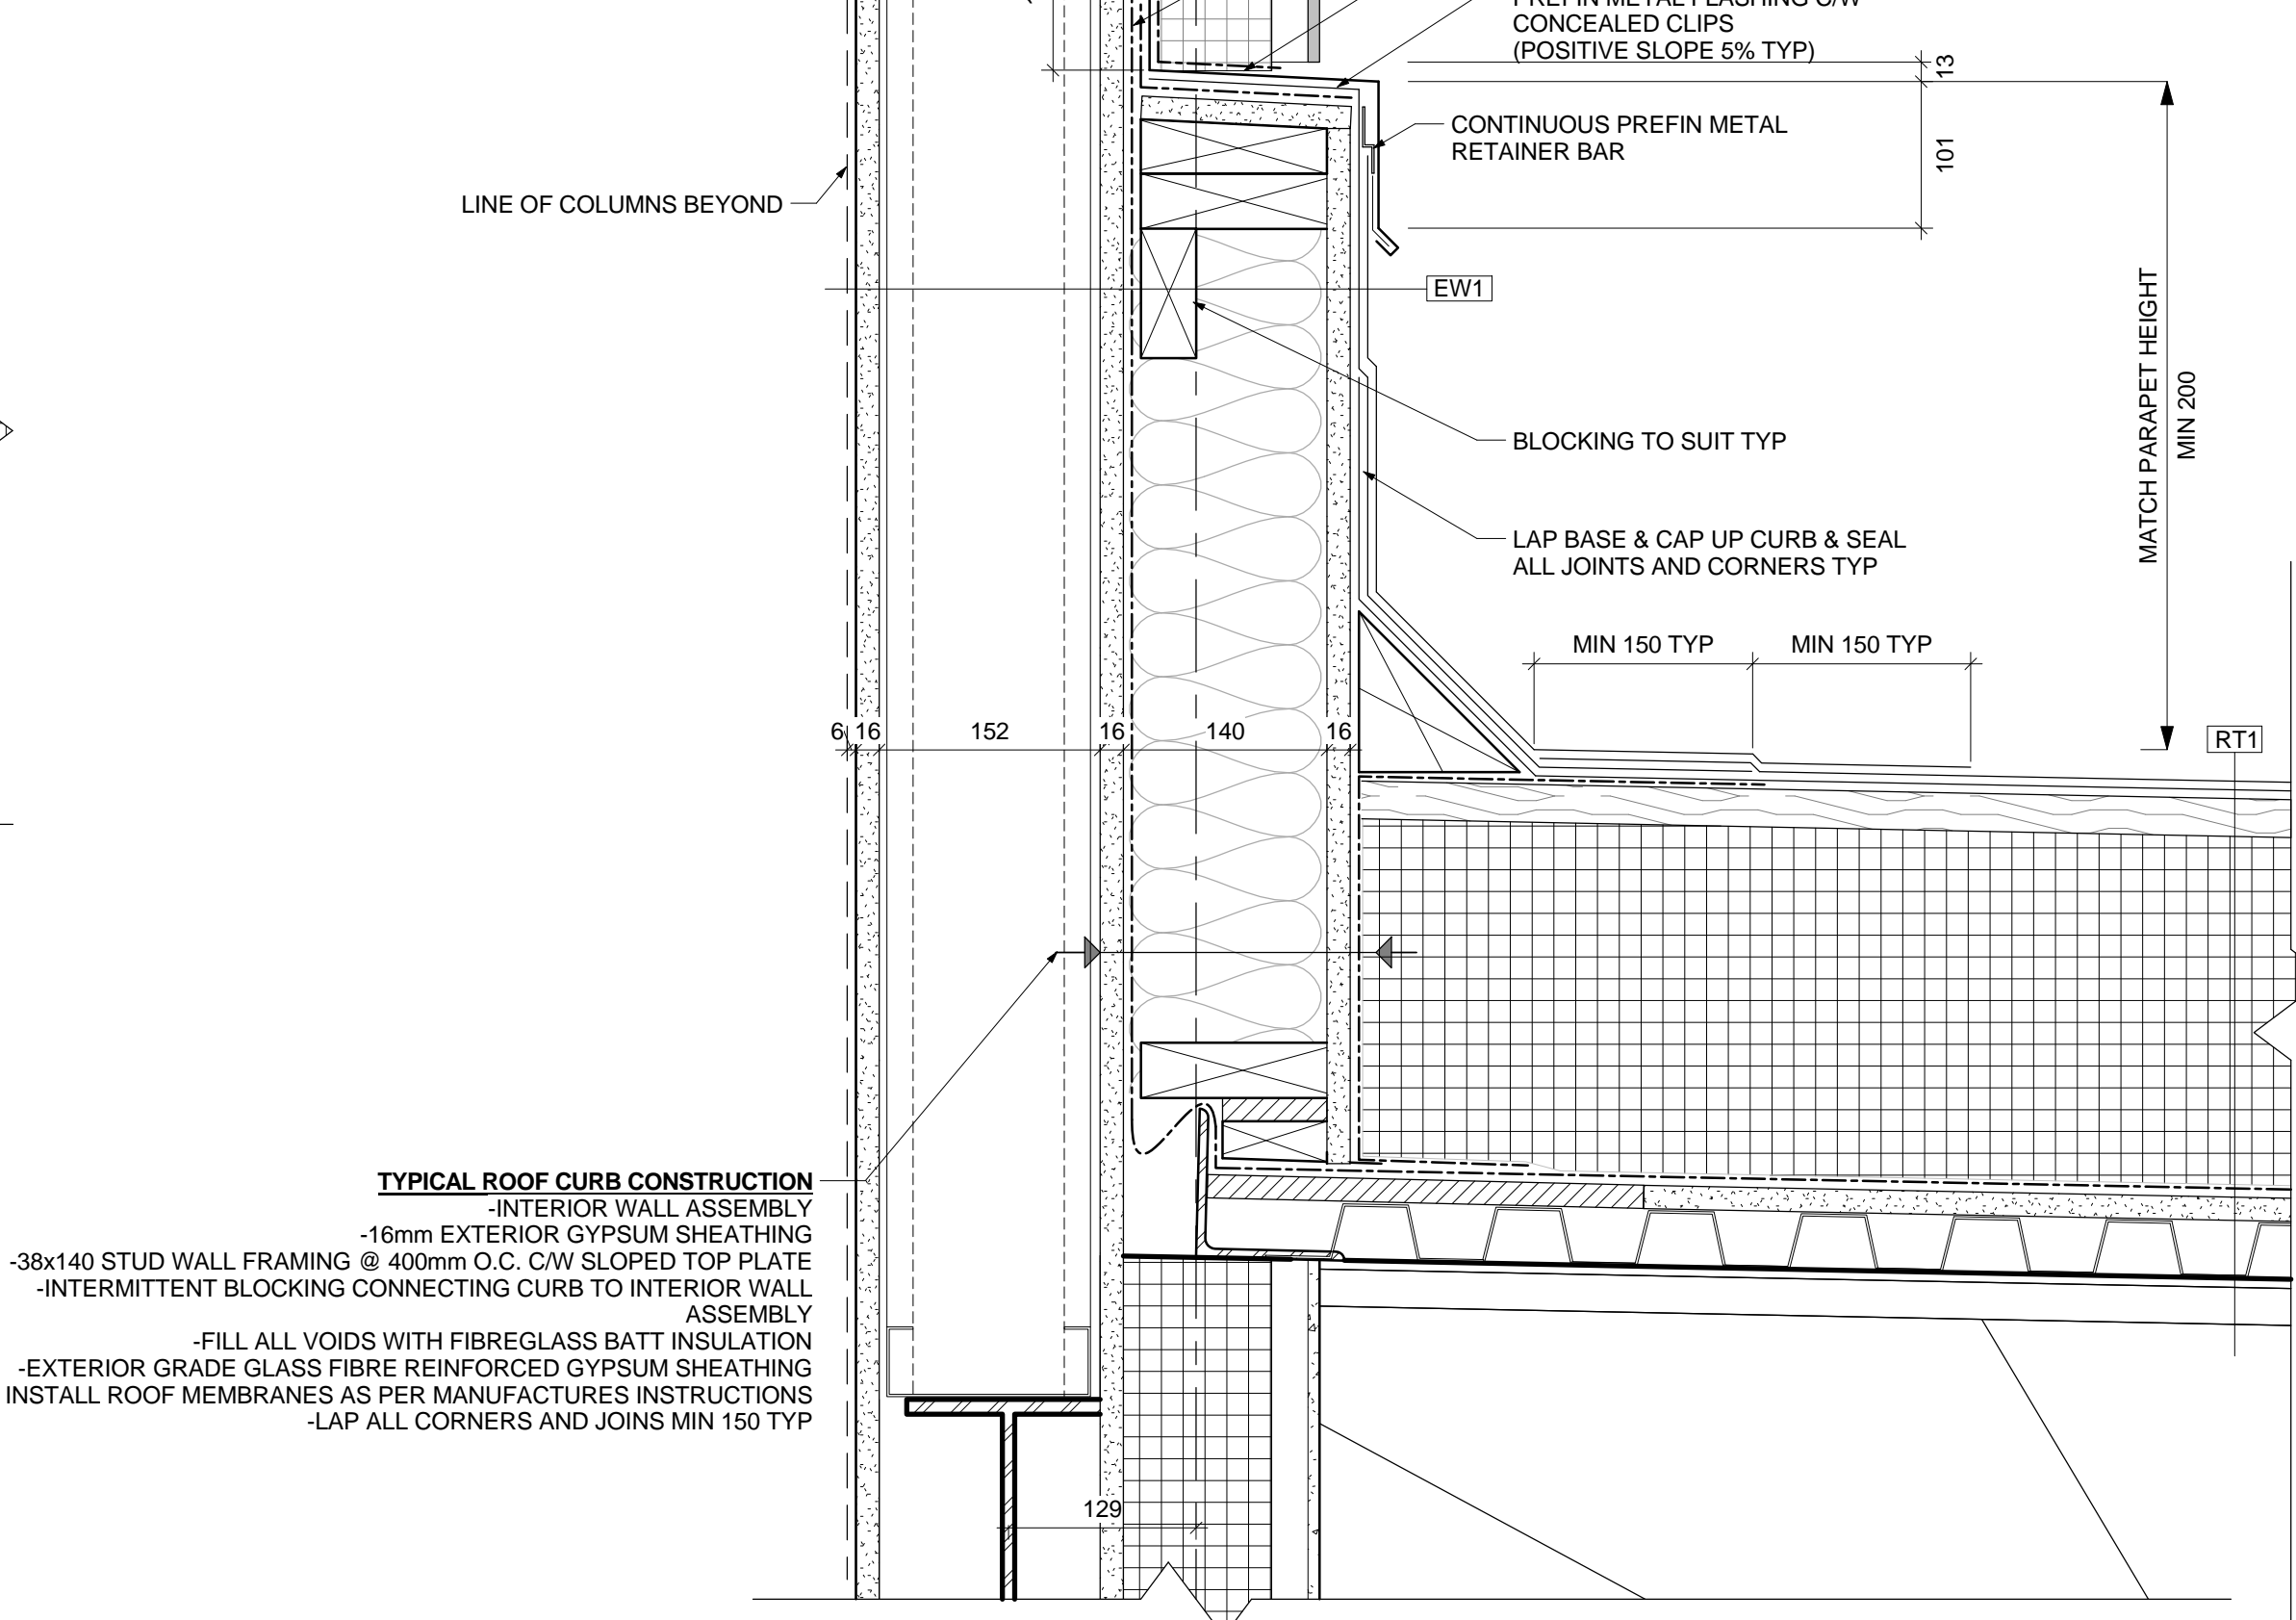 PREFIN METAL FLASHING C/W
CONCEALED CLIPS
(POSITIVE SLOPE 5% TYP)
13
CONTINUOUS PREFIN METAL
RETAINER BAR
101
LINE OF COLUMNS BEYOND
EW1
MATCH PARAPET HEIGHT
MIN 200
BLOCKING TO SUIT TYP
LAP BASE & CAP UP CURB & SEAL
ALL JOINTS AND CORNERS TYP
MIN 150 TYP
MIN 150 TYP
6
16
152
16
140
16
RT1
TYPICAL ROOF CURB CONSTRUCTION
-INTERIOR WALL ASSEMBLY
-16mm EXTERIOR GYPSUM SHEATHING
-38x140 STUD WALL FRAMING @ 400mm O.C. C/W SLOPED TOP PLATE
-INTERMITTENT BLOCKING CONNECTING CURB TO INTERIOR WALL
ASSEMBLY
-FILL ALL VOIDS WITH FIBREGLASS BATT INSULATION
-EXTERIOR GRADE GLASS FIBRE REINFORCED GYPSUM SHEATHING
INSTALL ROOF MEMBRANES AS PER MANUFACTURES INSTRUCTIONS
-LAP ALL CORNERS AND JOINS MIN 150 TYP
129